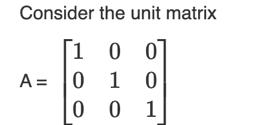 Consider the unit matrix
1 0 0
A = 0 1 0
0 0 1